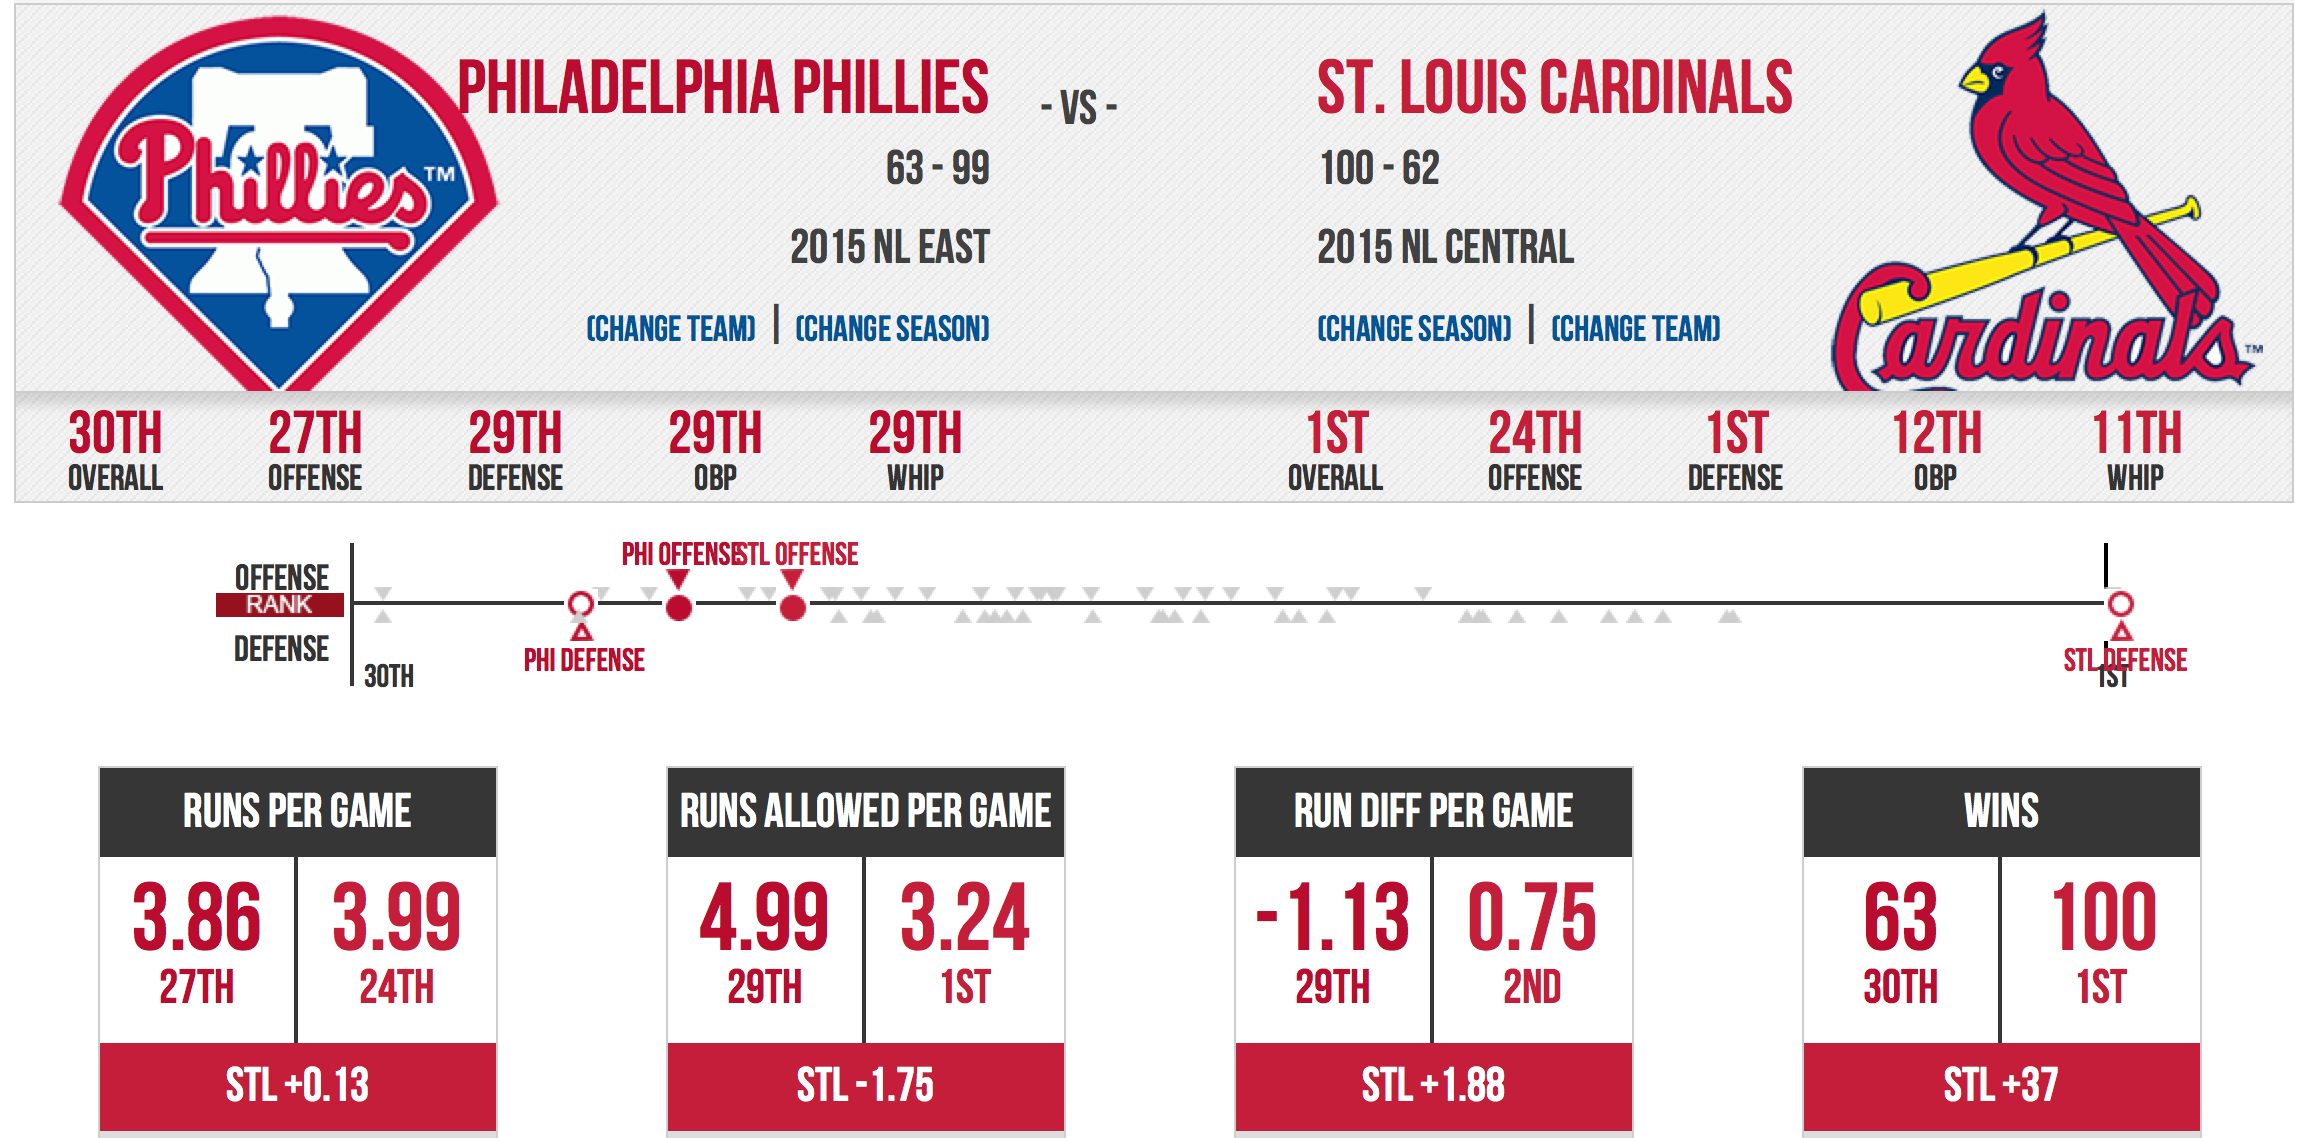 Phillies™
PHILADELPHIA PHILLIES
63 - 99
2015 NL EAST
(CHANGE TEAM) | (CHANGE SEASON)
- VS -
ST. LOUIS CARDINALS
100 - 62
2015 NL CENTRAL
(CHANGE SEASON) | (CHANGE TEAM)
Cardinals™
30TH 27TH 29TH 29TH 29TH
OVERALL OFFENSE DEFENSE OBP WHIP
1ST 24TH 1ST 12TH 11TH
OVERALL OFFENSE DEFENSE OBP WHIP
PHI OFFENSE STL OFFENSE
OFFENSE
RANK
DEFENSE
PHI DEFENSE STL DEFENSE
30TH 1ST
RUNS PER GAME
3.86 3.99
27TH 24TH
STL +0.13
RUNS ALLOWED PER GAME
4.99 3.24
29TH 1ST
STL -1.75
RUN DIFF PER GAME
-1.13 0.75
29TH 2ND
STL +1.88
WINS
63 100
30TH 1ST
STL +37